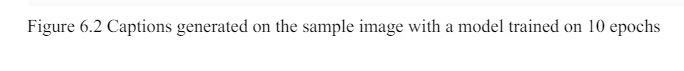 Figure 6.2 Captions generated on the sample image with a model trained on 10 epochs